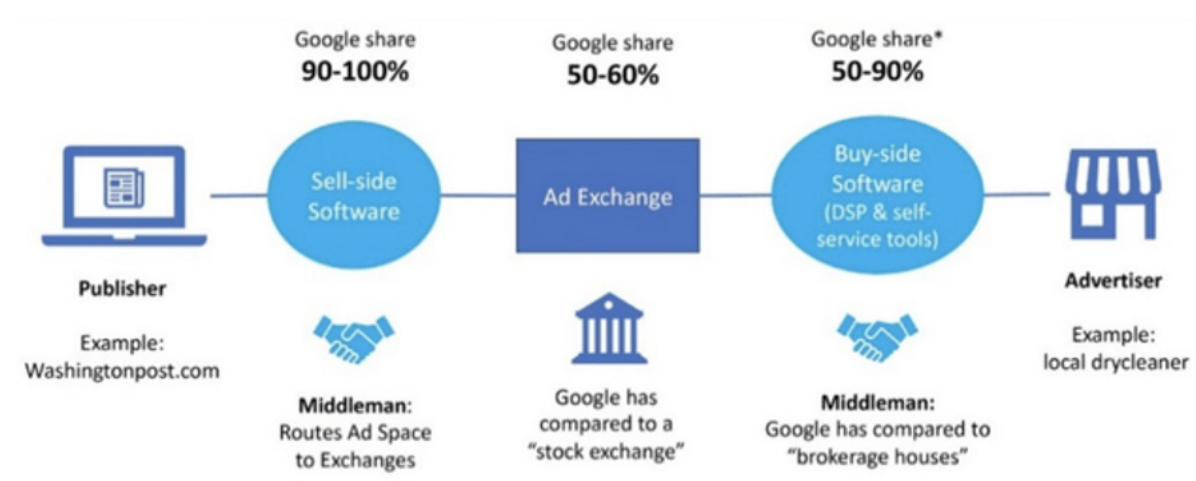 Google share
90-100%
Google share
50-60%
Google share*
50-90%
Sell-side
Software
Ad Exchange
Buy-side
Software
(DSP & self-
service tools)
Publisher
Example:
Washingtonpost.com
Middleman:
Routes Ad Space
to Exchanges
Google has
compared to a
“stock exchange”
Middleman:
Google has compared to
“brokerage houses”
Advertiser
Example:
local drycleaner